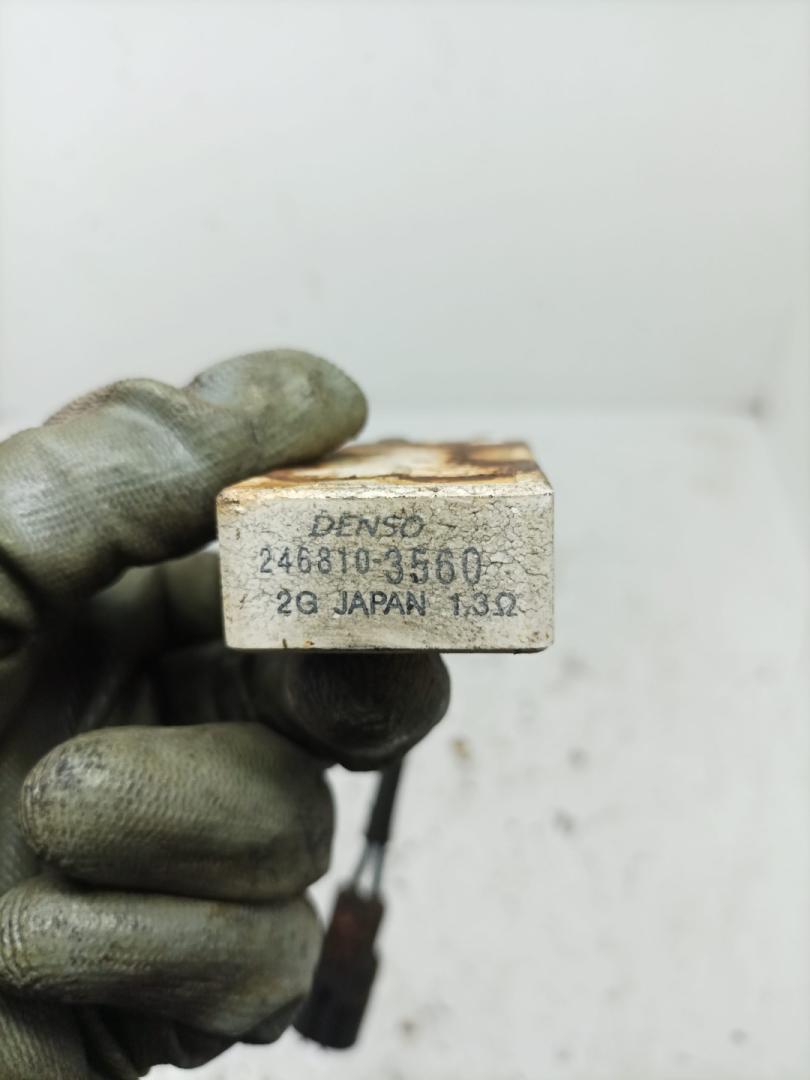 DENSO
246810-3560
2G JAPAN 1.3Ω